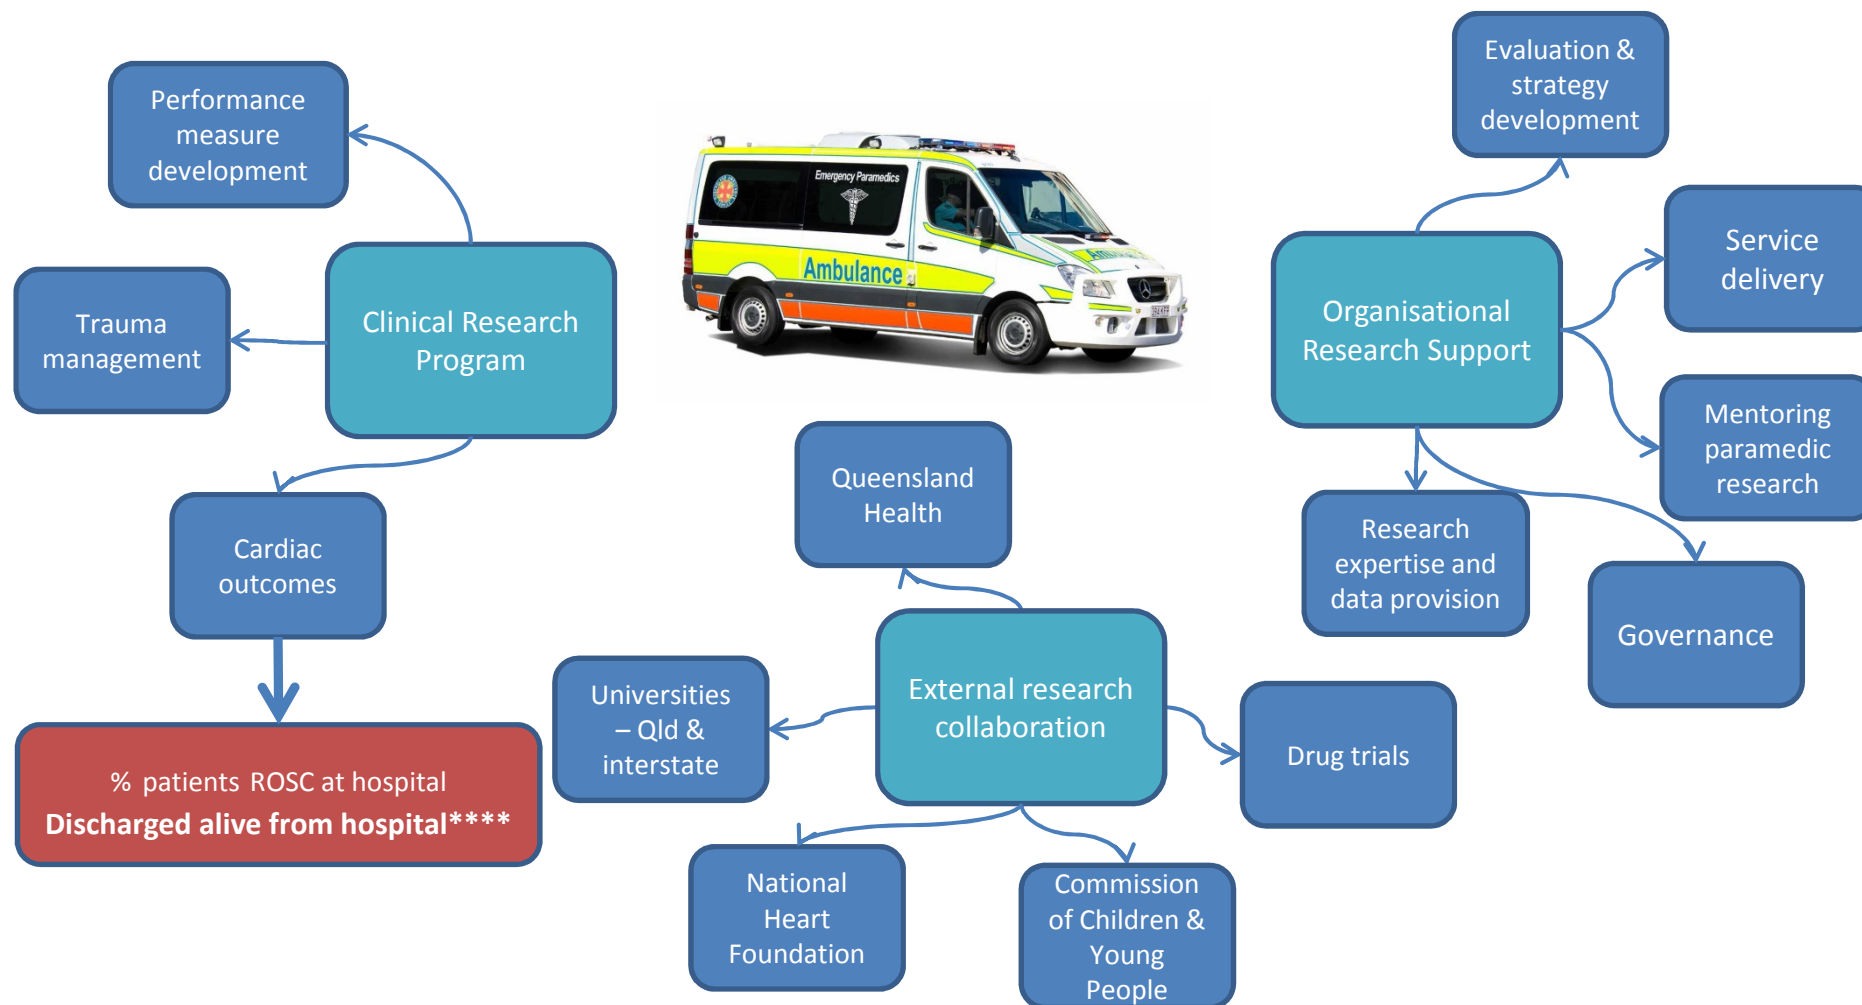 Performance
measure
development
Trauma
management
Clinical Research
Program
Cardiac
outcomes
% patients ROSC at hospital
Discharged alive from hospital****
Emergency Paramedics
Ambulance
Queensland
Health
Universities
– Qld &
interstate
External research
collaboration
Drug trials
National
Heart
Foundation
Commission
of Children &
Young
People
Evaluation &
strategy
development
Service
delivery
Organisational
Research Support
Mentoring
paramedic
research
Research
expertise and
data provision
Governance